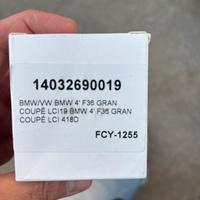 14032690019
BMW/VW BMW 4' F36 GRAN
COUPÉ LCI19 BMW 4' F36 GRAN
COUPÉ LCI 418D
FCY-1255